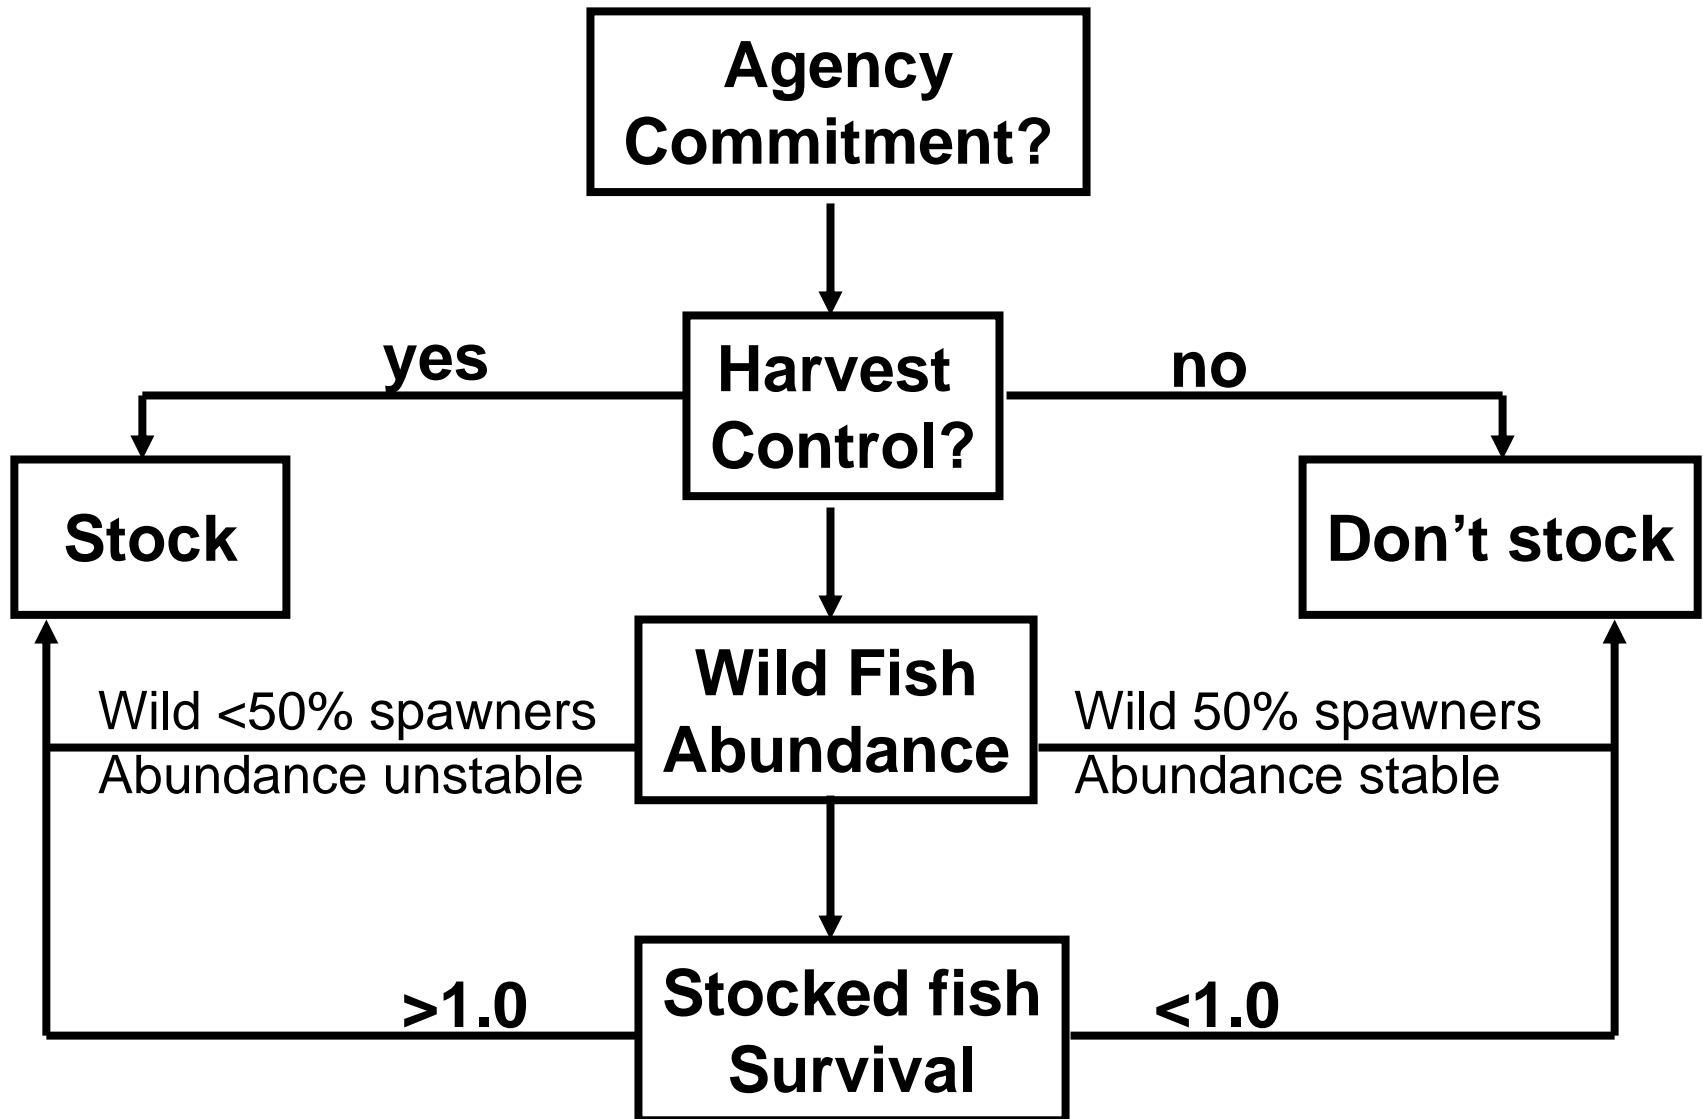 Agency
Commitment?
yes
Harvest
Control?
no
Stock
Don't stock
Wild <50% spawners
Abundance unstable
Wild Fish
Abundance
Wild 50% spawners
Abundance stable
>1.0
Stocked fish
Survival
<1.0